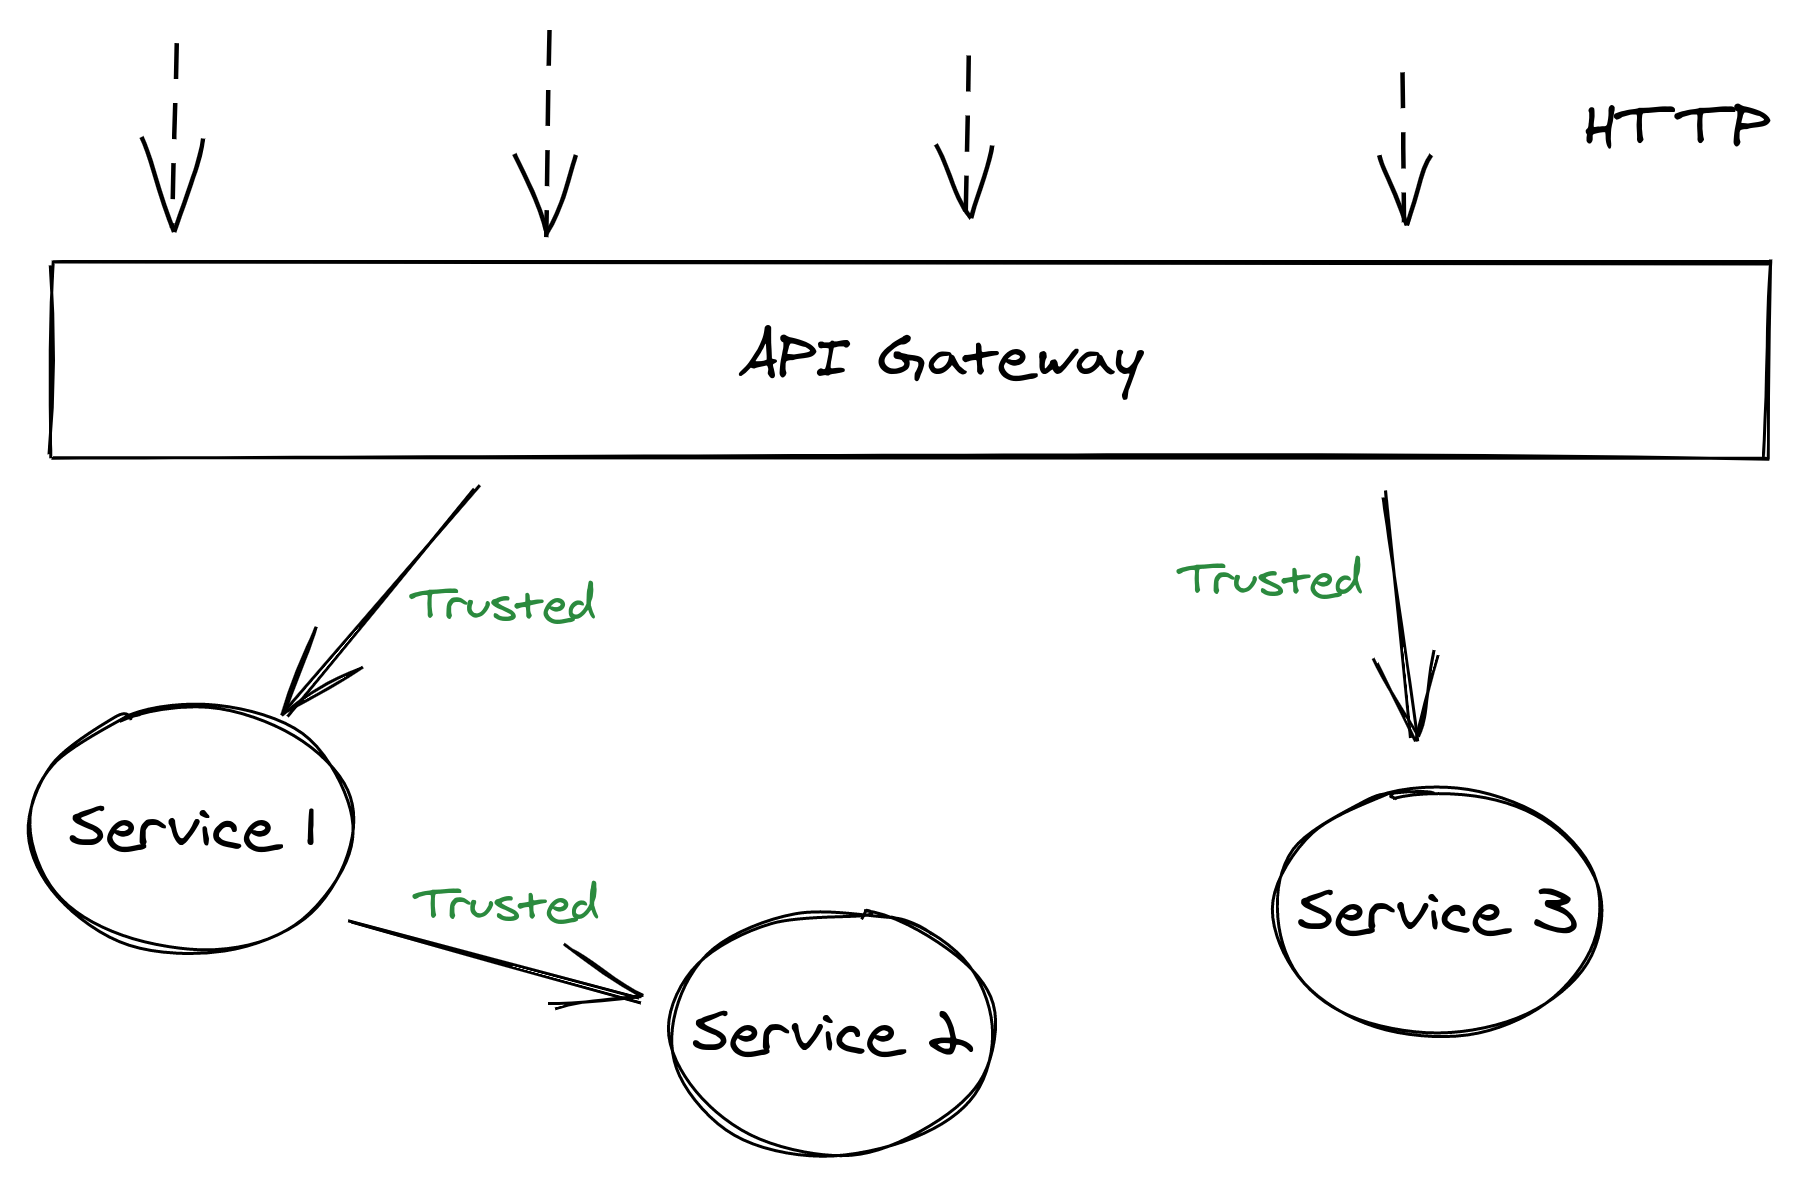 HTTP
API Gateway
Trusted
Trusted
Service 1
Trusted
Service 3
Service 2